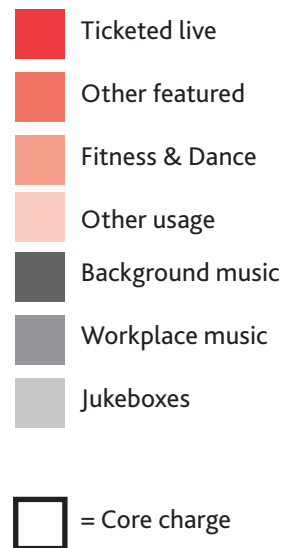 Ticketed live
Other featured
Fitness & Dance
Other usage
Background music
Workplace music
Jukeboxes
= Core charge